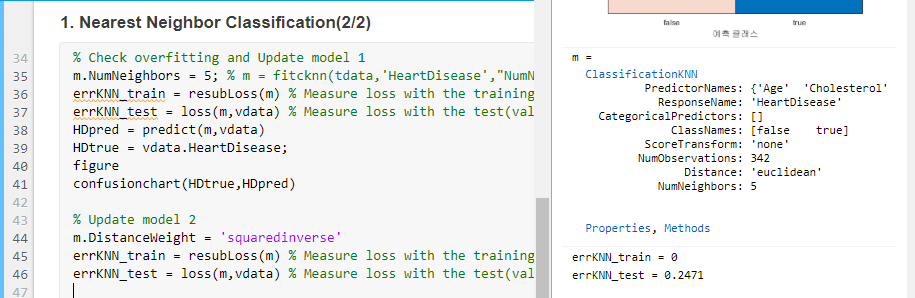 1. Nearest Neighbor Classification(2/2)
34 % Check overfitting and Update model 1
35 m.NumNeighbors = 5; % m = fitcknn(tdata,'HeartDisease',"NumN
36 errKNN_train = resubLoss(m) % Measure loss with the training
37 errKNN_test = loss(m,vdata) % Measure loss with the test(val
38 HDpred = predict(m,vdata)
39 HDtrue = vdata.HeartDisease;
40 figure
41 confusionchart(HDtrue,HDpred)
42
43 % Update model 2
44 m.DistanceWeight = 'squaredinverse'
45 errKNN_train = resubLoss(m) % Measure loss with the training
46 errKNN_test = loss(m,vdata) % Measure loss with the test(val
47
false true
예측 클래스
m =
ClassificationKNN
PredictorNames: {'Age' 'Cholesterol'
ResponseName: 'HeartDisease'
CategoricalPredictors: []
ClassNames: [false true]
ScoreTransform: 'none'
NumObservations: 342
Distance: 'euclidean'
NumNeighbors: 5
Properties, Methods
errKNN_train = 0
errKNN_test = 0.2471